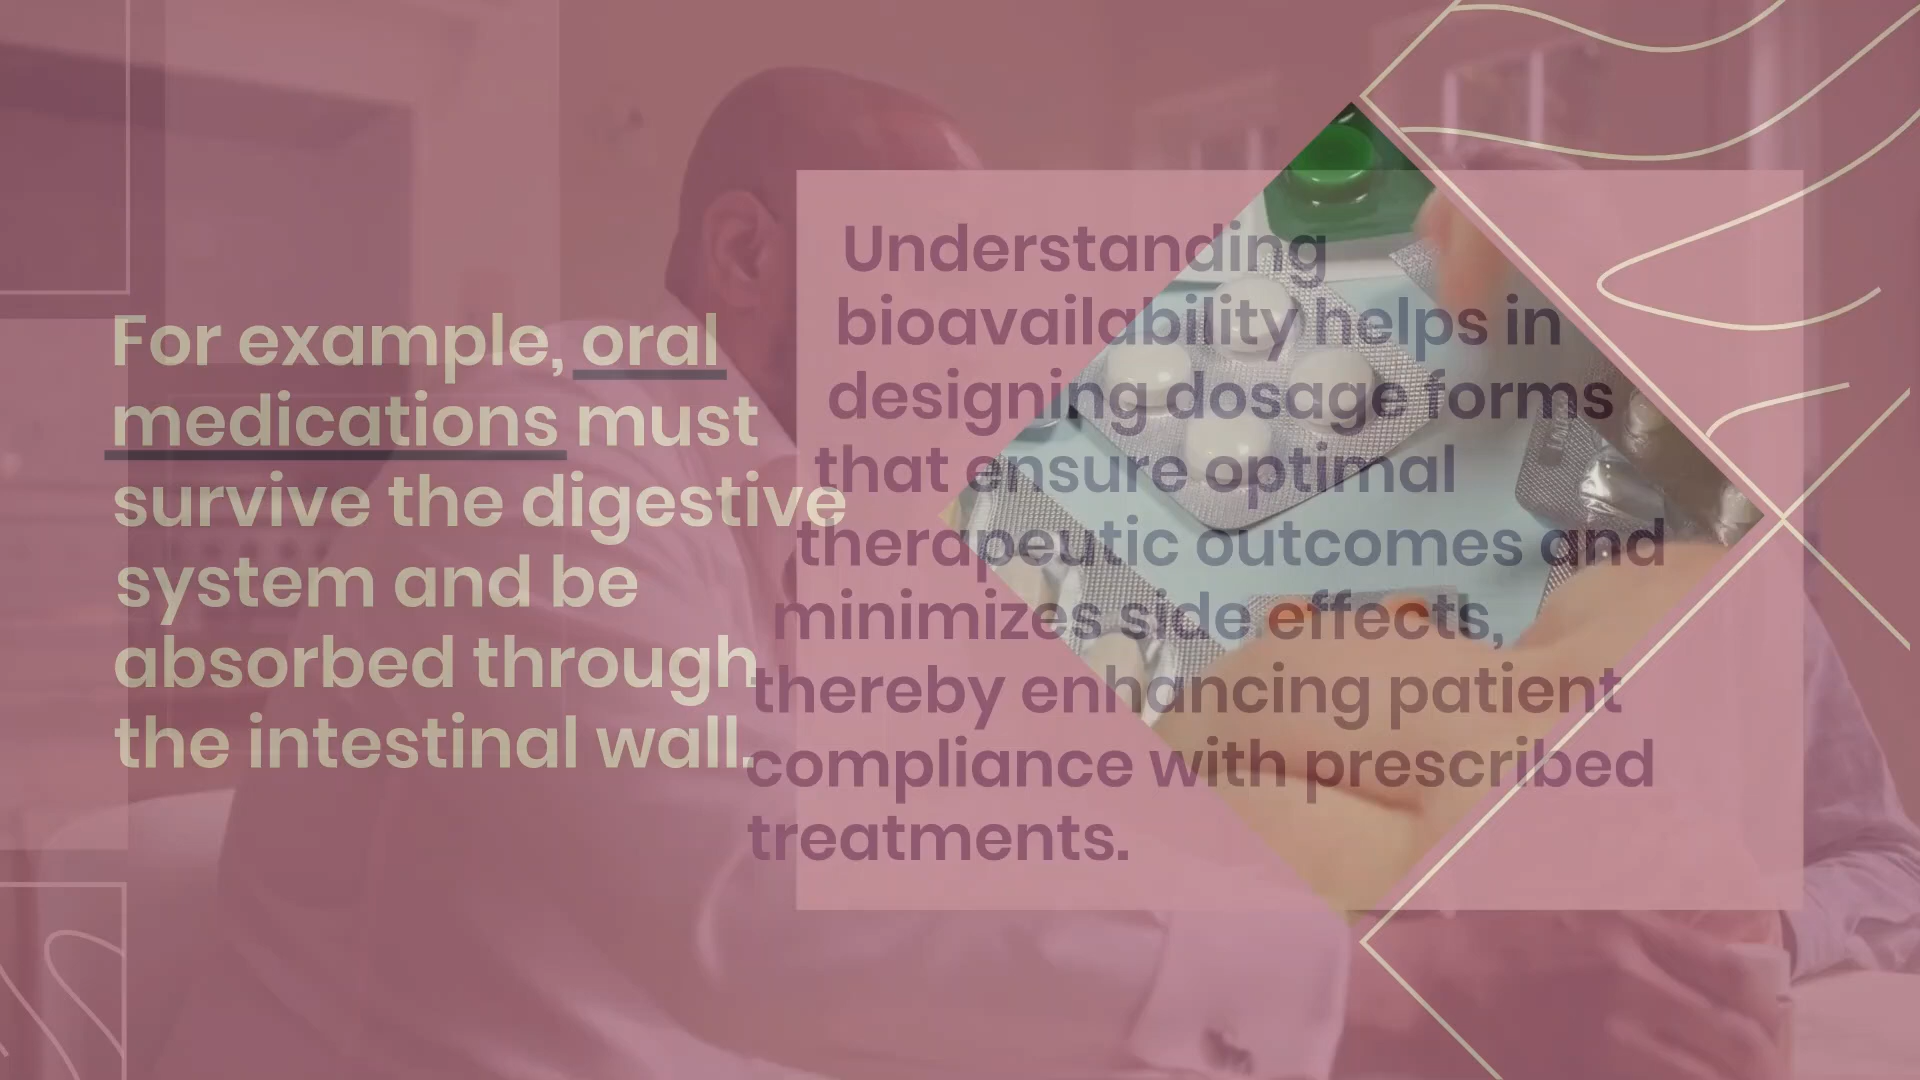 For example, oral
medications must
survive the digestive
system and be
absorbed through
the intestinal wall.
Understanding
bioavailability helps in
designing dosage forms
that ensure optimal
therapeutic outcomes and
minimizes side effects,
thereby enhancing patient
compliance with prescribed
treatments.